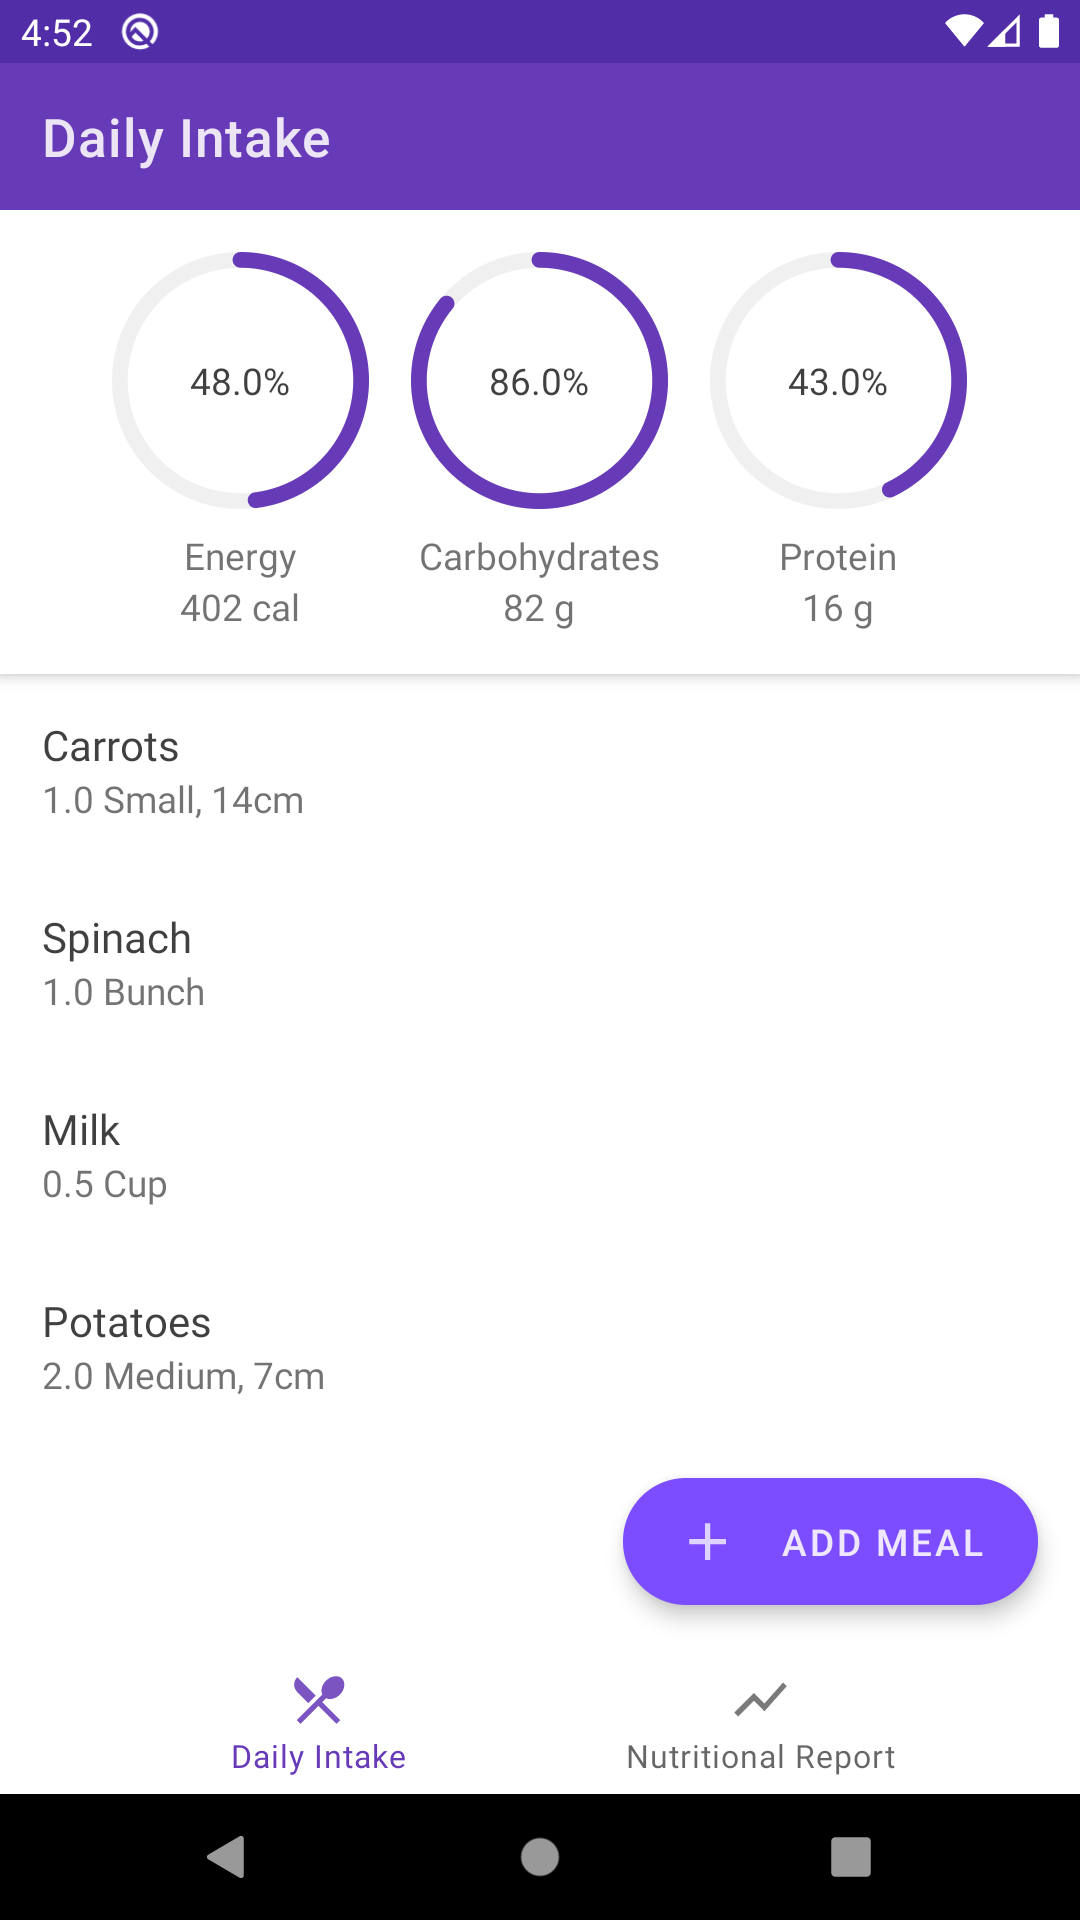 4:52
Daily Intake
48.0%
86.0%
43.0%
Energy
402 cal
Carbohydrates
82 g
Protein
16 g
Carrots
1.0 Small, 14cm
Spinach
1.0 Bunch
Milk
0.5 Cup
Potatoes
2.0 Medium, 7cm
ADD MEAL
Daily Intake
Nutritional Report